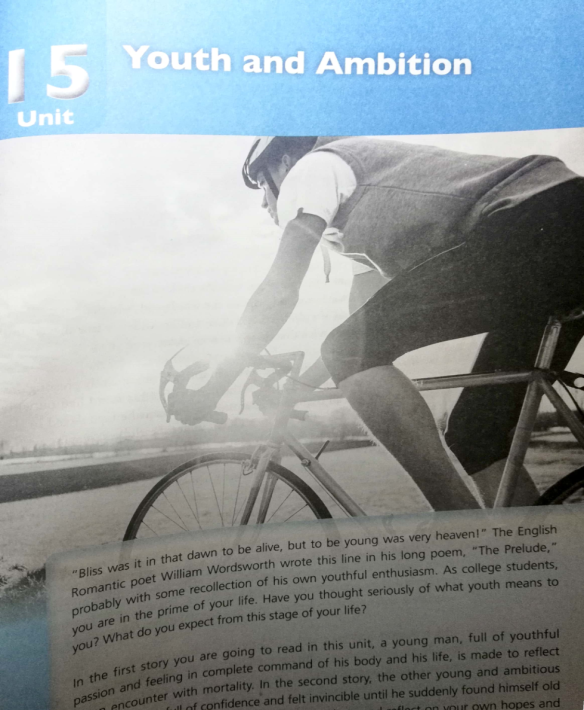 15
Unit
Youth and Ambition
"Bliss was it in that dawn to be alive, but to be young was very heaven!" The English
Romantic poet William Wordsworth wrote this line in his long poem, "The Prelude,"
probably with some recollection of his own youthful enthusiasm. As college students,
you are in the prime of your life. Have you thought seriously of what youth means to
you? What do you expect from this stage of your life?
In the first story you are going to read in this unit, a young man, full of youthful
passion and feeling in complete command of his body and his life, is made to reflect
encounter with mortality. In the second story, the other young and ambitious
full of confidence and felt invincible until he suddenly found himself old
reflect on your own hopes and